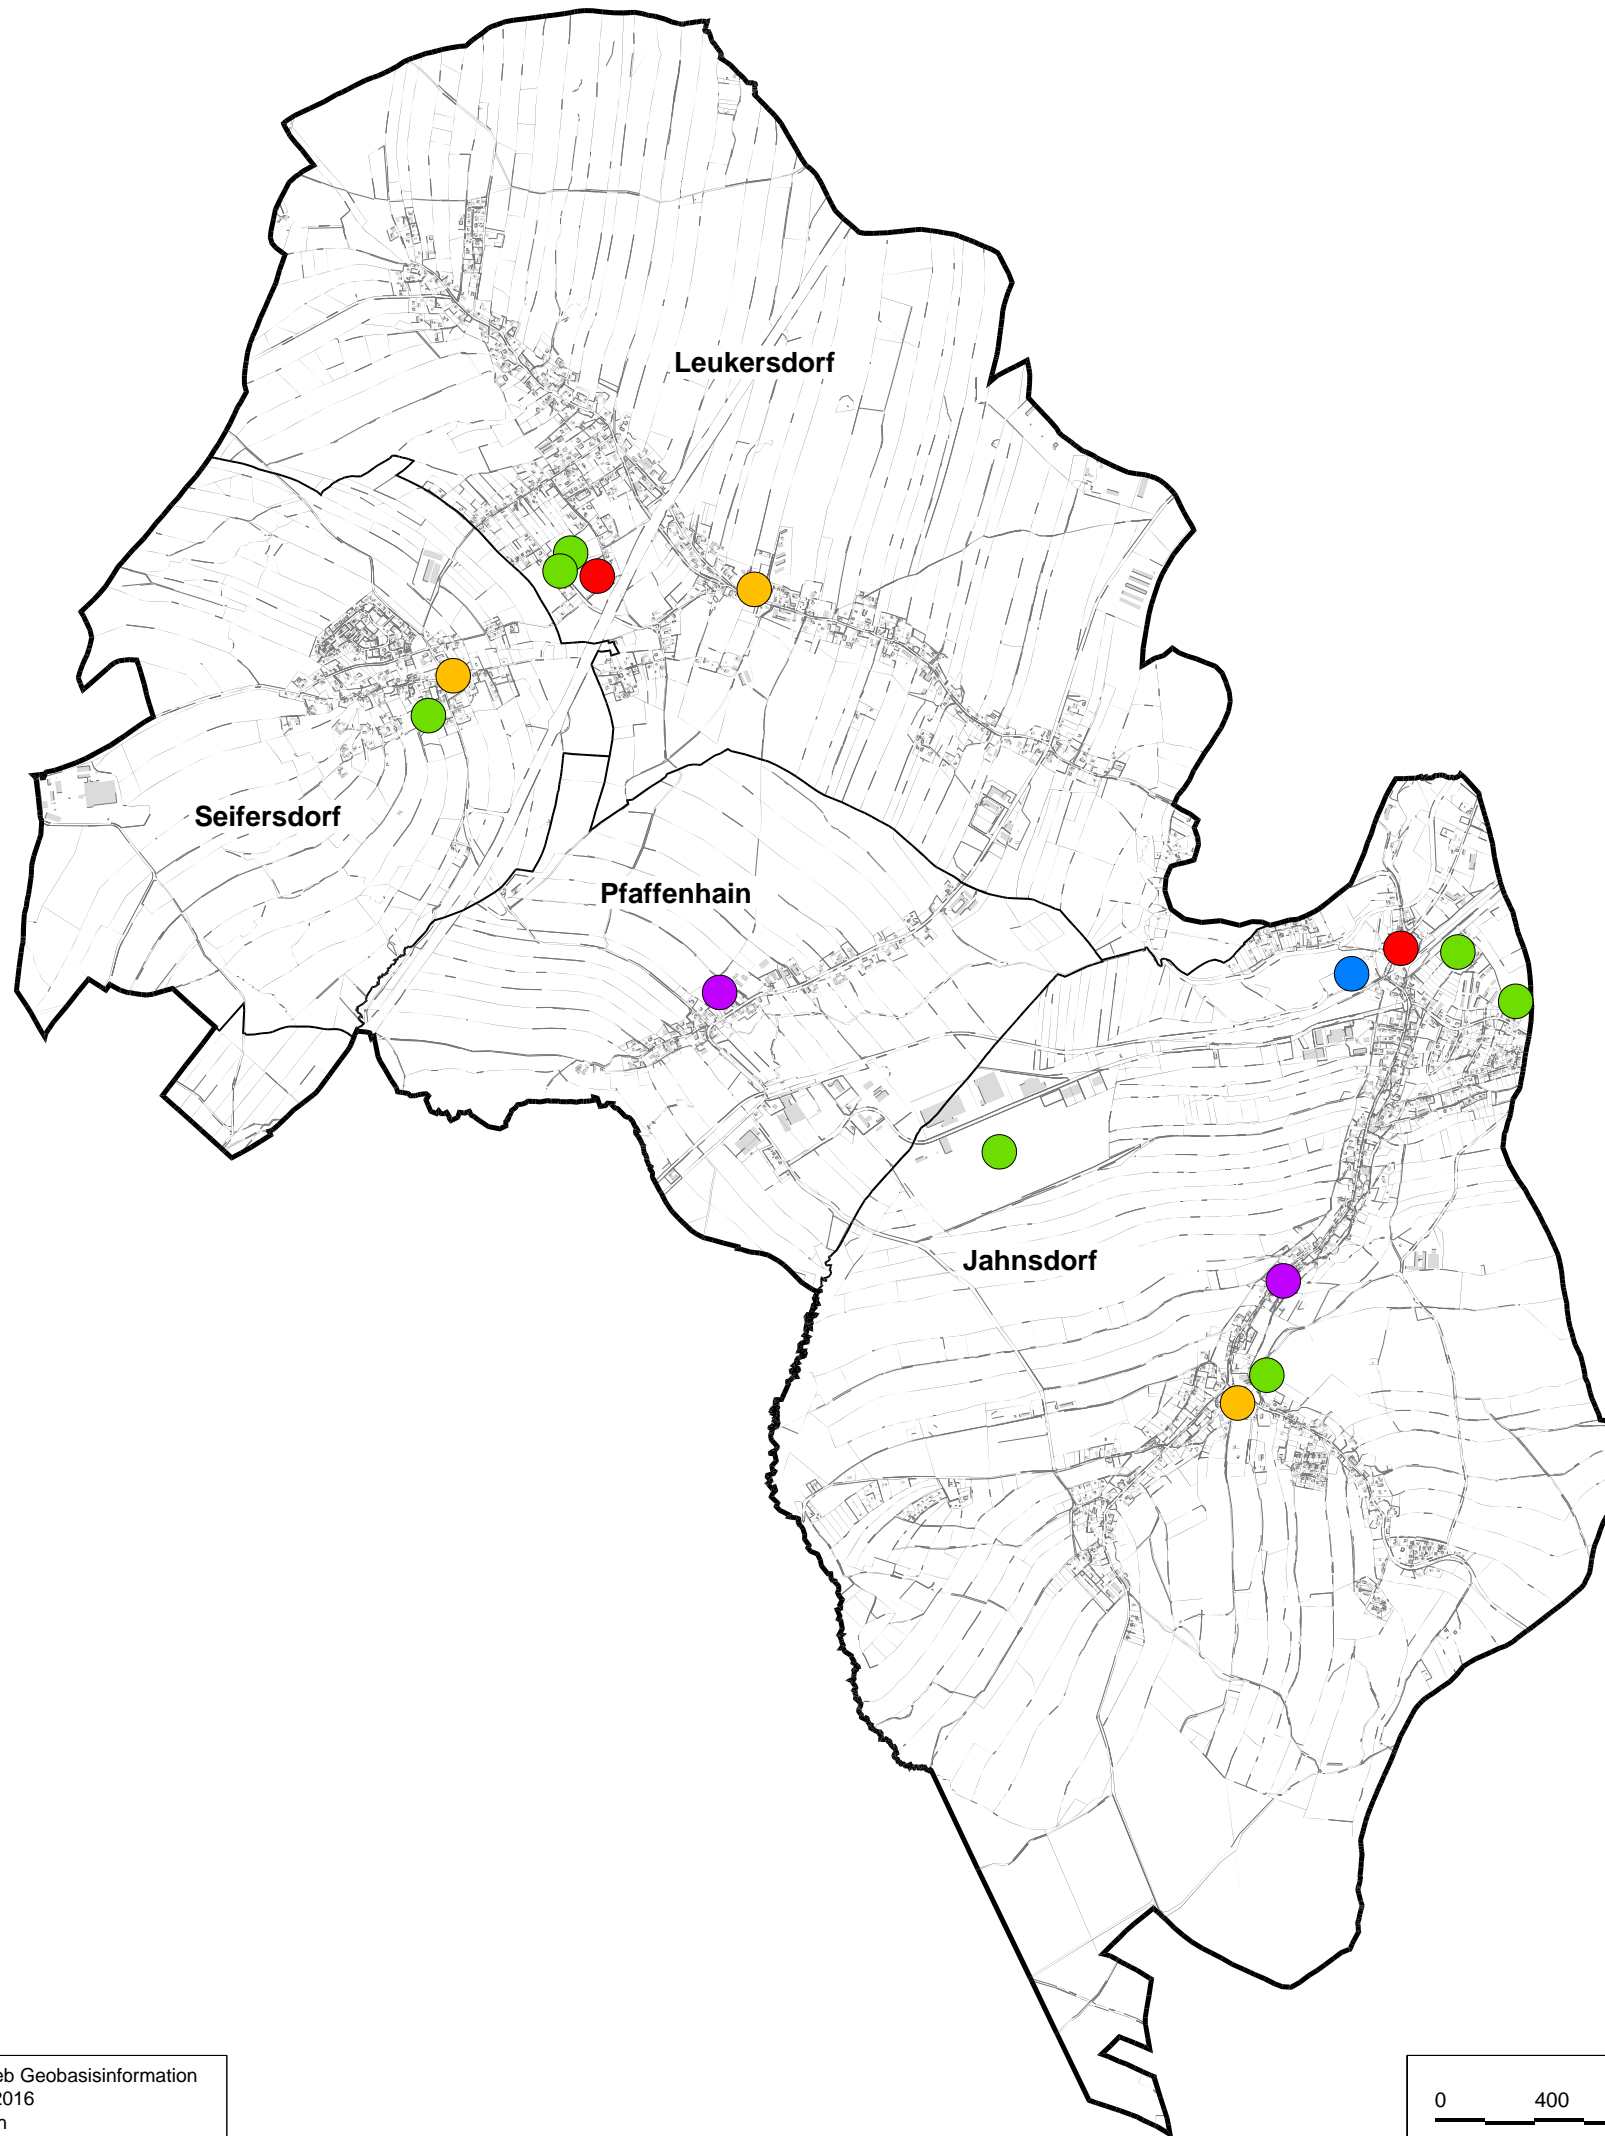 Leukersdorf
Seifersdorf
Pfaffenhain
Jahnsdorf
eb Geobasisinformation
2016
n
0 400